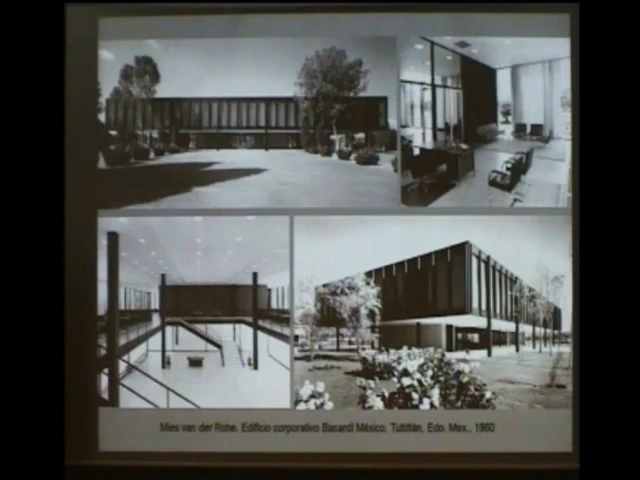 Mies van der Rohe. Edificio corporativo Bacardí México, Tultitlán, Edo. Mex., 1960